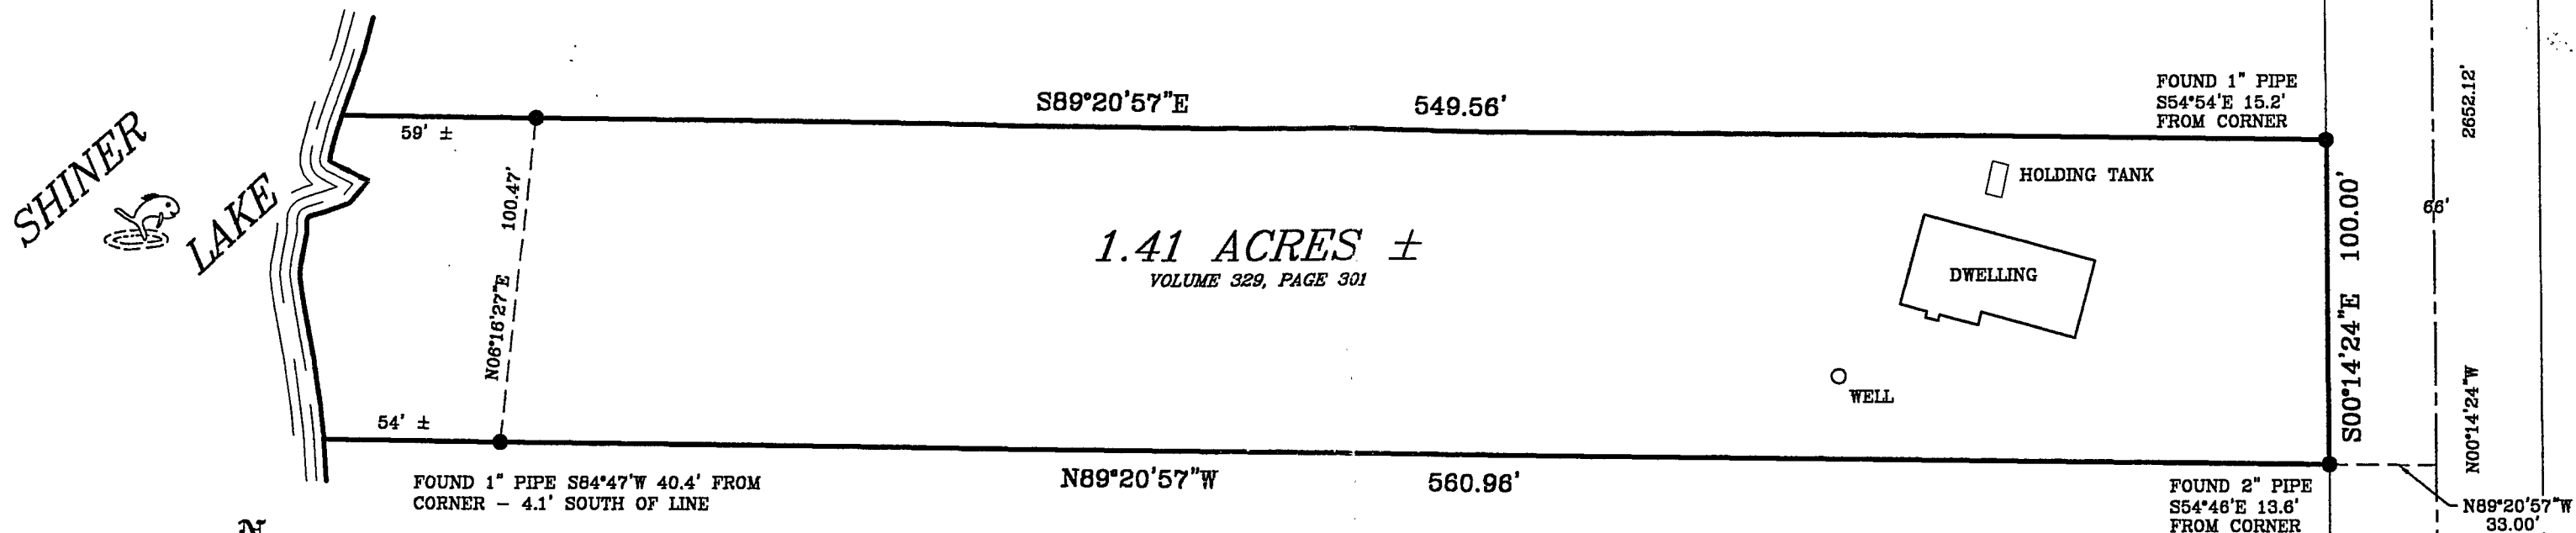 SHINER
LAKE
59' ±
S89°20'57"E 549.56'
FOUND 1" PIPE
S54°54'E 15.2'
FROM CORNER
2652.12'
66'
HOLDING TANK
N06°16'27"E 100.47'
1.41 ACRES ±
VOLUME 329, PAGE 301
DWELLING
S00°14'24"E 100.00'
WELL
N00°14'24"W
54' ±
FOUND 1" PIPE S84°47'W 40.4' FROM
CORNER - 4.1' SOUTH OF LINE
N89°20'57"W 560.96'
FOUND 2" PIPE
S54°46'E 13.6'
FROM CORNER
N89°20'57"W
33.00'
N